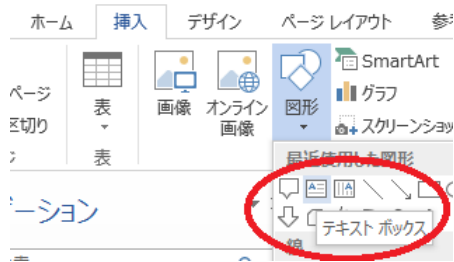 ホーム 挿入 デザイン ページ レイアウト 参
SmartArt
ページ
グラフ
区切り
表 画像 オンライン 図形
画像
スクリーンショッ
表
最近使用した図形
ーション
テキスト ボックス
線